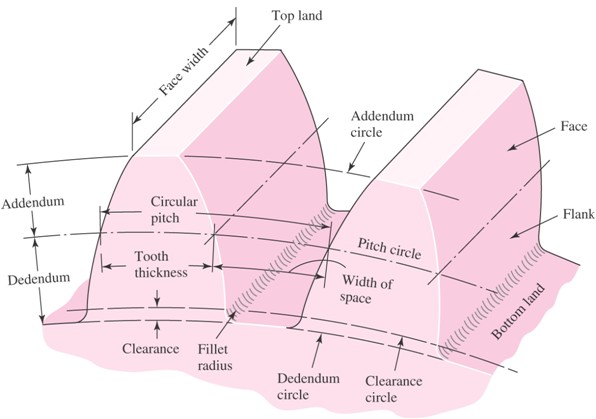 Top land
Face width
Addendum
circle
Face
Addendum
Circular
pitch
Flank
Pitch circle
Tooth
thickness
Dedendum
Width of
space
Bottom land
Clearance
Fillet
radius
Dedendum
circle
Clearance
circle